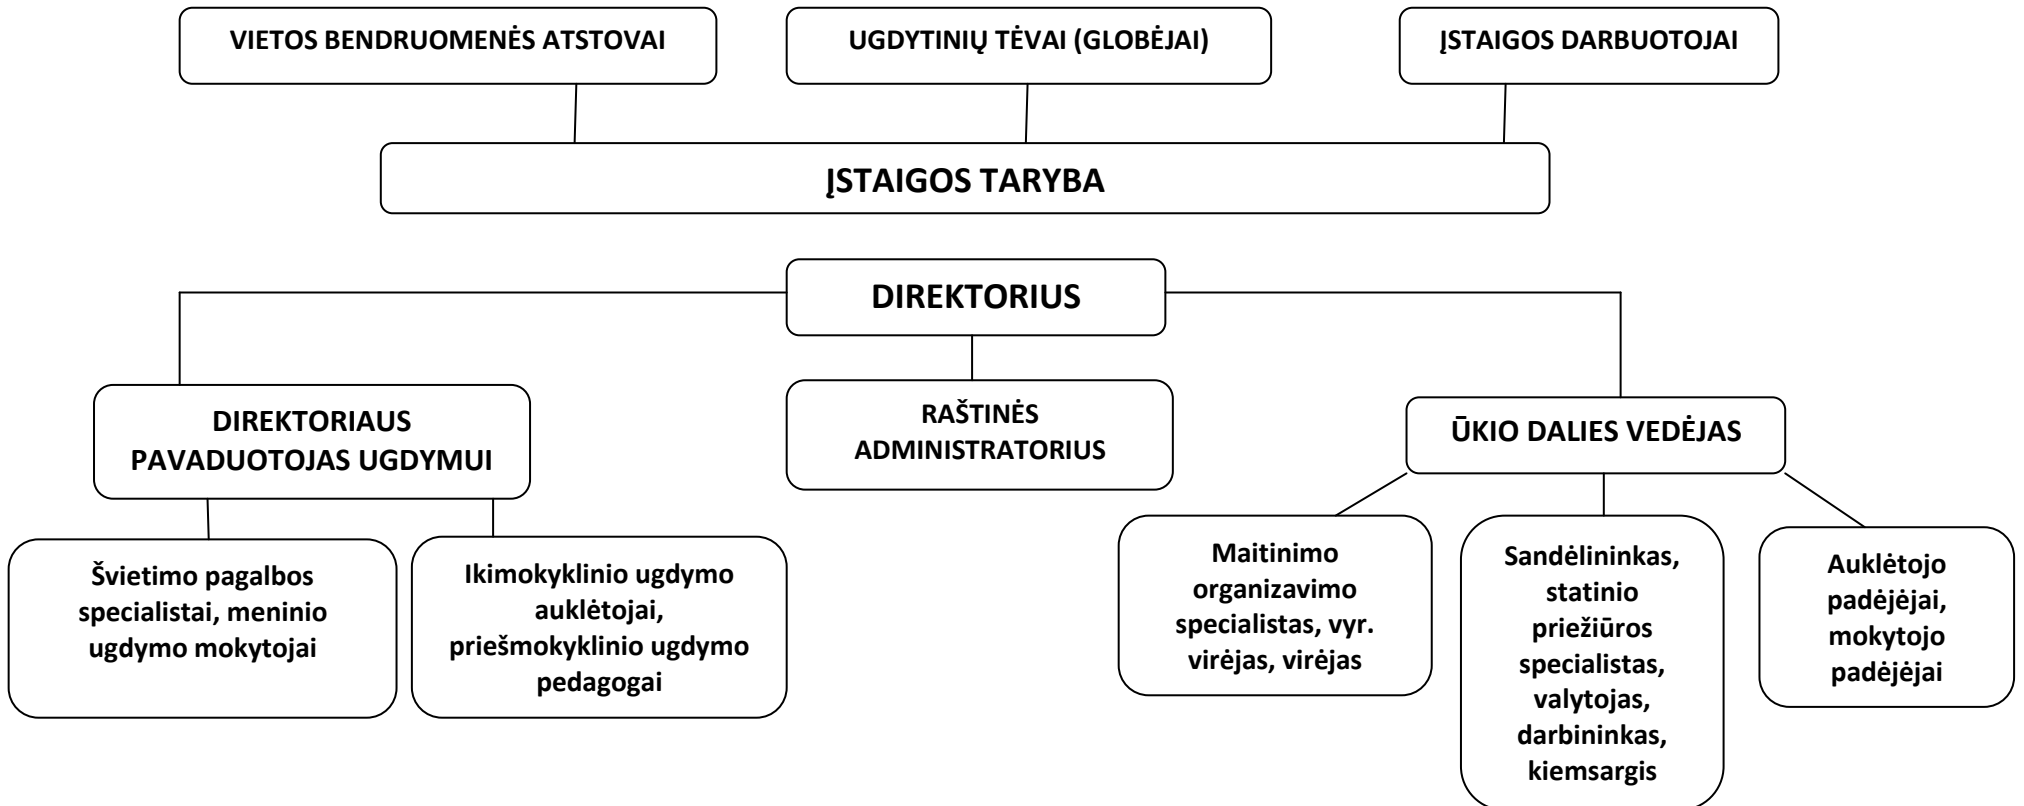 VIETOS BENDRUOMENĖS ATSTOVAI
UGDYTINIŲ TĖVAI (GLOBĖJAI)
ĮSTAIGOS DARBUOTOJAI
ĮSTAIGOS TARYBA
DIREKTORIUS
DIREKTORIAUS
PAVADUOTOJAS UGDYMUI
RAŠTINĖS
ADMINISTRATORIUS
ŪKIO DALIES VEDĖJAS
Švietimo pagalbos
specialistai, meninio
ugdymo mokytojai
Ikimokyklinio ugdymo
auklėtojai,
priešmokyklinio ugdymo
pedagogai
Maitinimo
organizavimo
specialistas, vyr.
virėjas, virėjas
Sandėlininkas,
statinio
priežiūros
specialistas,
valytojas,
darbininkas,
kiemsargis
Auklėtojo
padėjėjai,
mokytojo
padėjėjai